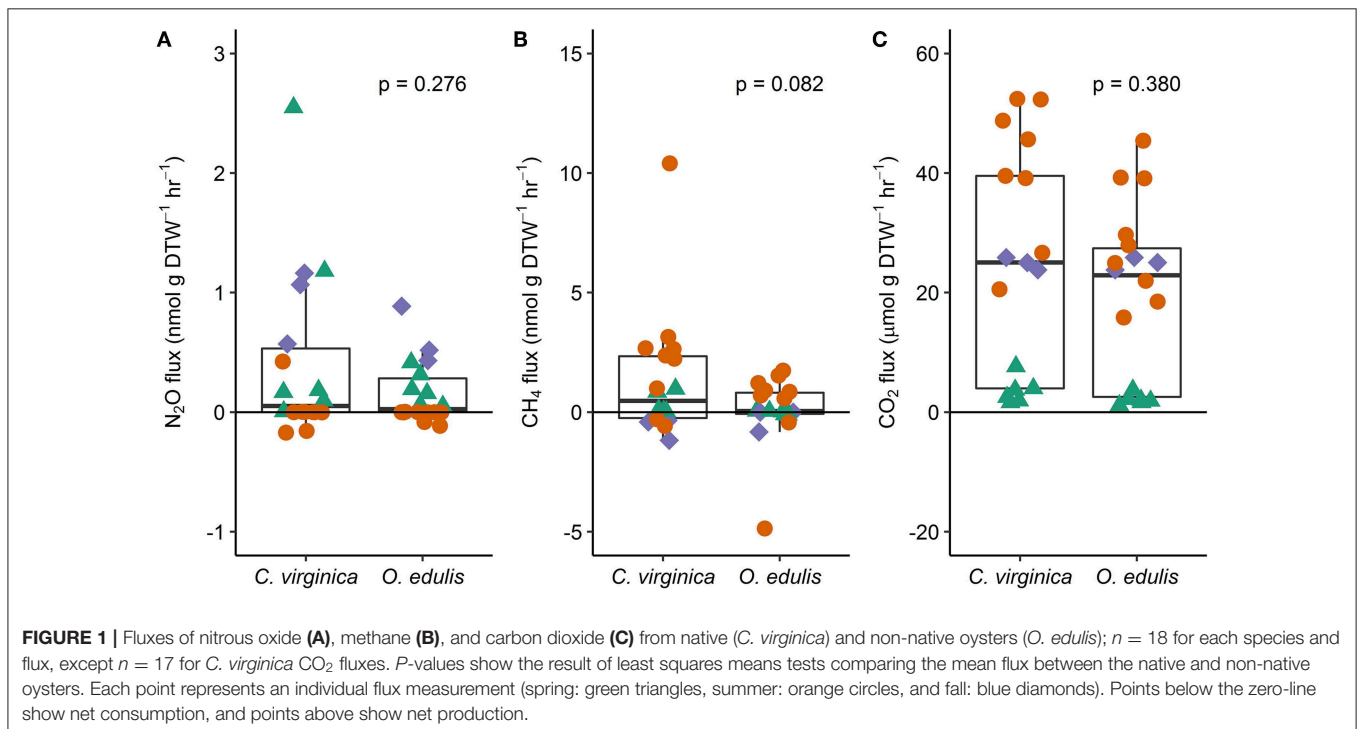 A
B
C
p = 0.276
p = 0.082
p = 0.380
N₂O flux (nmol g DTW⁻¹ hr⁻¹)
3
2
1
0
-1
CH₄ flux (nmol g DTW⁻¹ hr⁻¹)
15
10
5
0
-5
CO₂ flux (μmol g DTW⁻¹ hr⁻¹)
60
40
20
0
-20
C. virginica
O. edulis
C. virginica
O. edulis
C. virginica
O. edulis
FIGURE 1 | Fluxes of nitrous oxide (A), methane (B), and carbon dioxide (C) from native (C. virginica) and non-native oysters (O. edulis); n = 18 for each species and
flux, except n = 17 for C. virginica CO₂ fluxes. P-values show the result of least squares means tests comparing the mean flux between the native and non-native
oysters. Each point represents an individual flux measurement (spring: green triangles, summer: orange circles, and fall: blue diamonds). Points below the zero-line
show net consumption, and points above show net production.